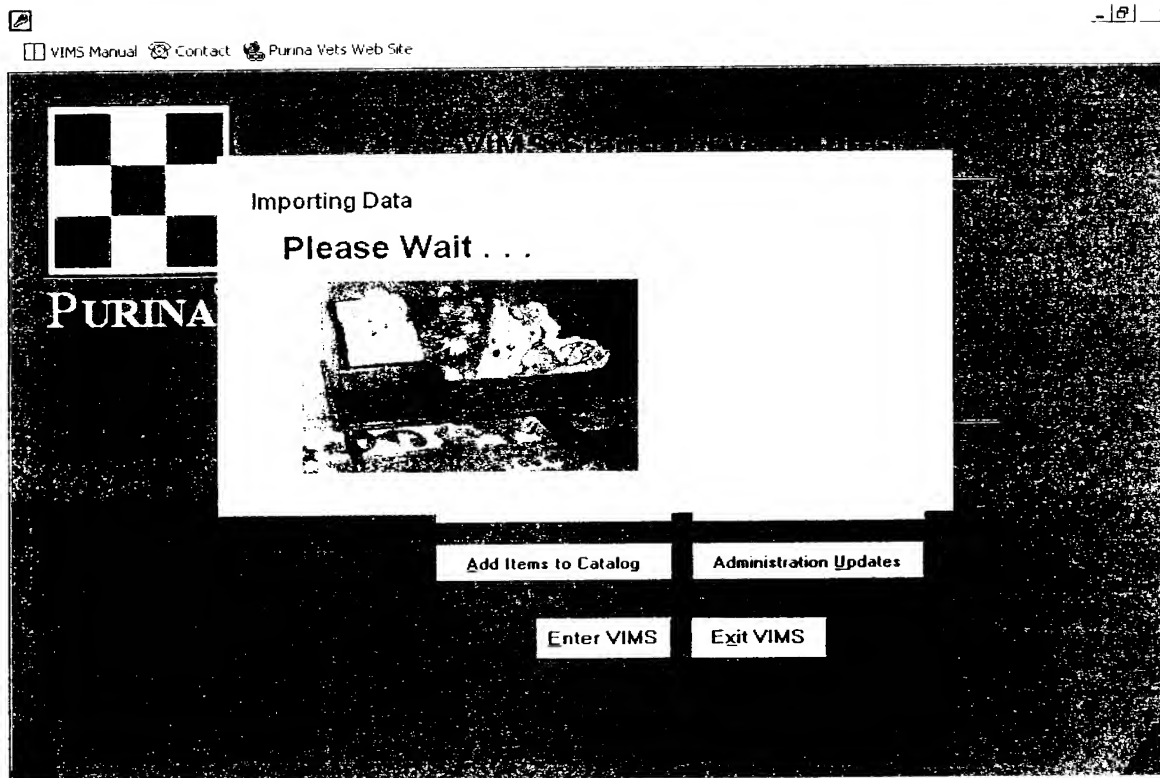 VIMS Manual Contact Purina Vets Web Site
VIMS
Importing Data
Please Wait . . .
PURINA
Add Items to Catalog Administration Updates
Enter VIMS Exit VIMS